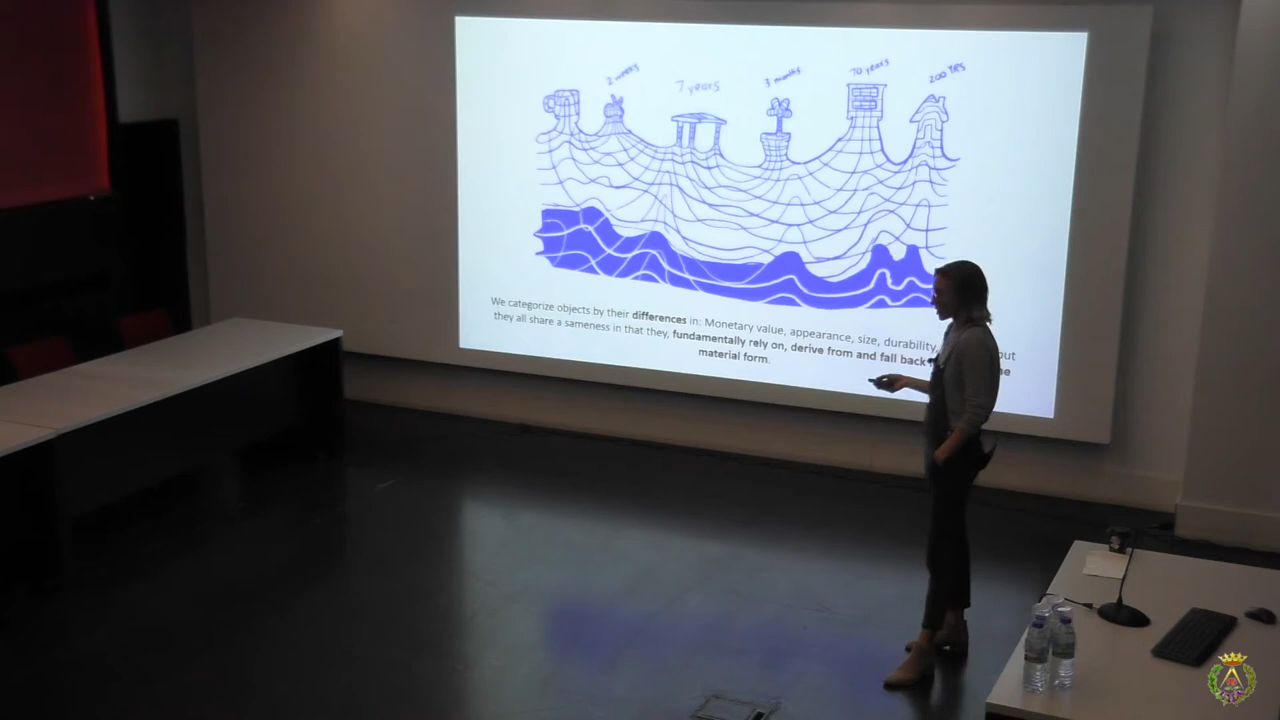 2 weeks
7 years
3 months
70 years
200 YRS
We categorize objects by their differences in: Monetary value, appearance, size, durability,
they all share a sameness in that they, fundamentally rely on, derive from and fall back
material form.